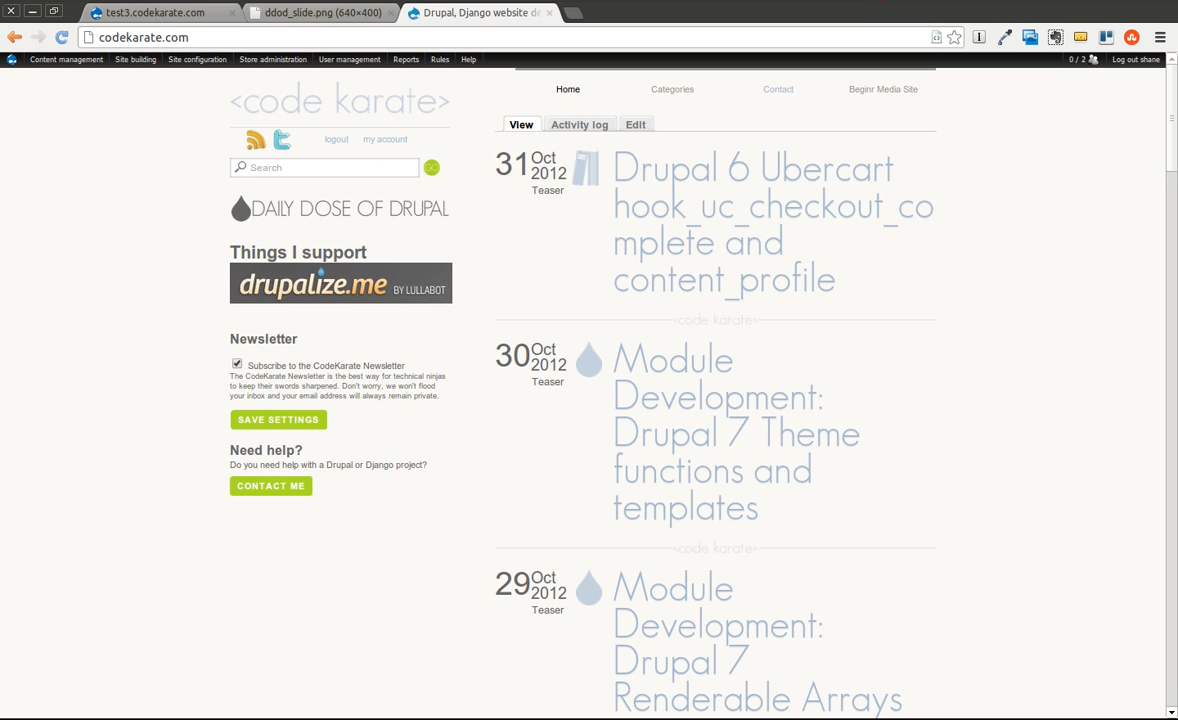 test3.codekarate.com
ddod_slide.png (640×400)
Drupal, Django website de
codekarate.com
Content management
Site building
Site configuration
Store administration
User management
Reports
Rules
Help
0 / 2
Log out shane
<code karate>
logout
my account
Search
DAILY DOSE OF DRUPAL
Things I support
drupalize.me BY LULLABOT
Newsletter
Subscribe to the CodeKarate Newsletter
The CodeKarate Newsletter is the best way for technical ninjas
to keep their swords sharpened. Don't worry, we won't flood
your inbox and your email address will always remain private.
SAVE SETTINGS
Need help?
Do you need help with a Drupal or Django project?
CONTACT ME
Home
Categories
Contact
Beginr Media Site
View
Activity log
Edit
31 Oct
2012
Teaser
Drupal 6 Ubercart
hook_uc_checkout_co
mplete and
content_profile
<code karate>
30 Oct
2012
Teaser
Module
Development:
Drupal 7 Theme
functions and
templates
<code karate>
29 Oct
2012
Teaser
Module
Development:
Drupal 7
Renderable Arrays